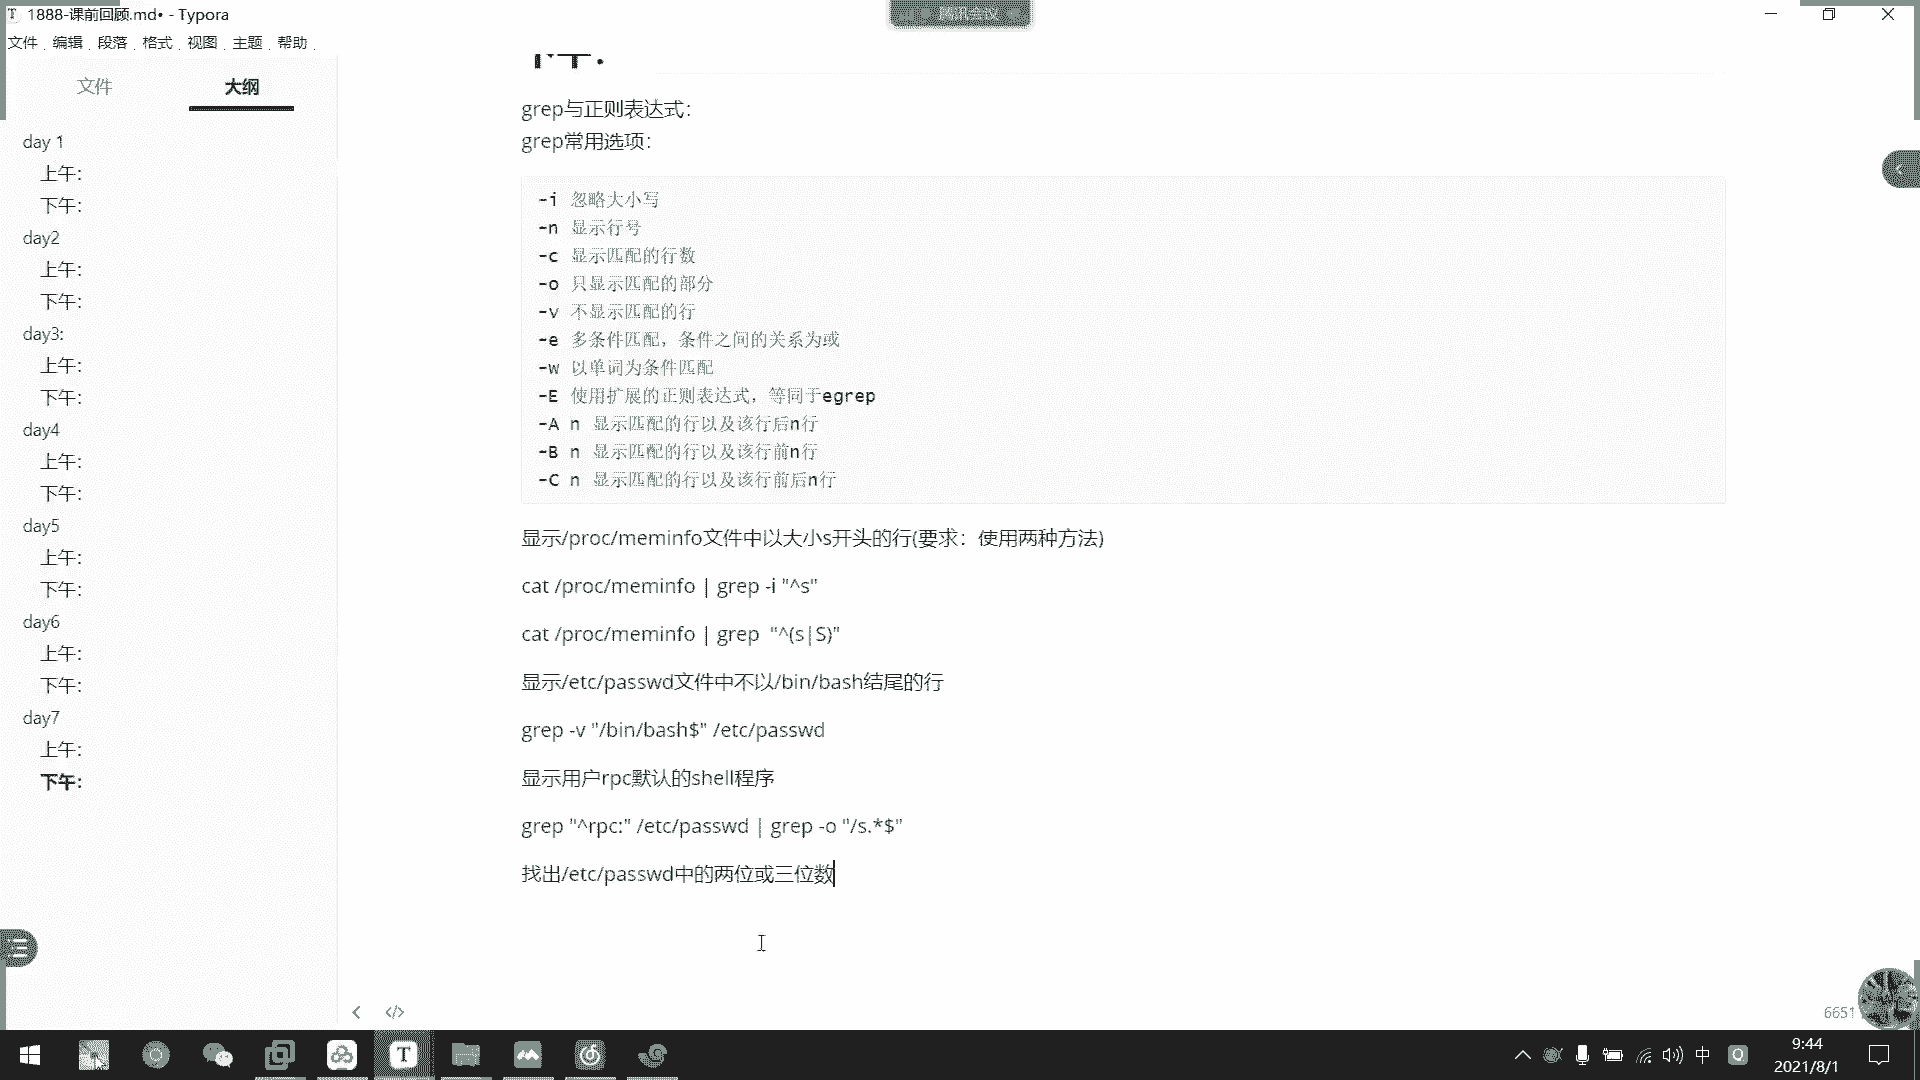 1888-课前回顾.md• - Typora
腾讯会议
文件 编辑 段落 格式 视图 主题 帮助
文件 大纲
day 1
上午:
下午:
day2
上午:
下午:
day3:
上午:
下午:
day4
上午:
下午:
day5
上午:
下午:
day6
上午:
下午:
day7
上午:
下午:
下午:
grep与正则表达式:
grep常用选项:
-i 忽略大小写
-n 显示行号
-c 显示匹配的行数
-o 只显示匹配的部分
-v 不显示匹配的行
-e 多条件匹配，条件之间的关系为或
-w 以单词为条件匹配
-E 使用扩展的正则表达式，等同于egrep
-A n 显示匹配的行以及该行后n行
-B n 显示匹配的行以及该行前n行
-C n 显示匹配的行以及该行前后n行
显示/proc/meminfo文件中以大小s开头的行(要求：使用两种方法)
cat /proc/meminfo | grep -i "^s"
cat /proc/meminfo | grep  "^(s|S)"
显示/etc/passwd文件中不以/bin/bash结尾的行
grep -v "/bin/bash$" /etc/passwd
显示用户rpc默认的shell程序
grep "^rpc:" /etc/passwd | grep -o "/s.*$"
找出/etc/passwd中的两位或三位数
6651
中
9:44
2021/8/1